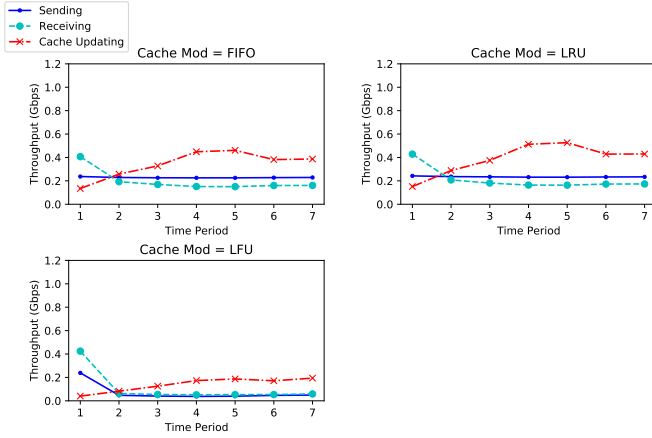 Sending
Receiving
Cache Updating
Cache Mod = FIFO
Throughput (Gbps)
1.2
1.0
0.8
0.6
0.4
0.2
0.0
1 2 3 4 5 6 7
Time Period
Cache Mod = LRU
Throughput (Gbps)
1.2
1.0
0.8
0.6
0.4
0.2
0.0
1 2 3 4 5 6 7
Time Period
Cache Mod = LFU
Throughput (Gbps)
1.2
1.0
0.8
0.6
0.4
0.2
0.0
1 2 3 4 5 6 7
Time Period